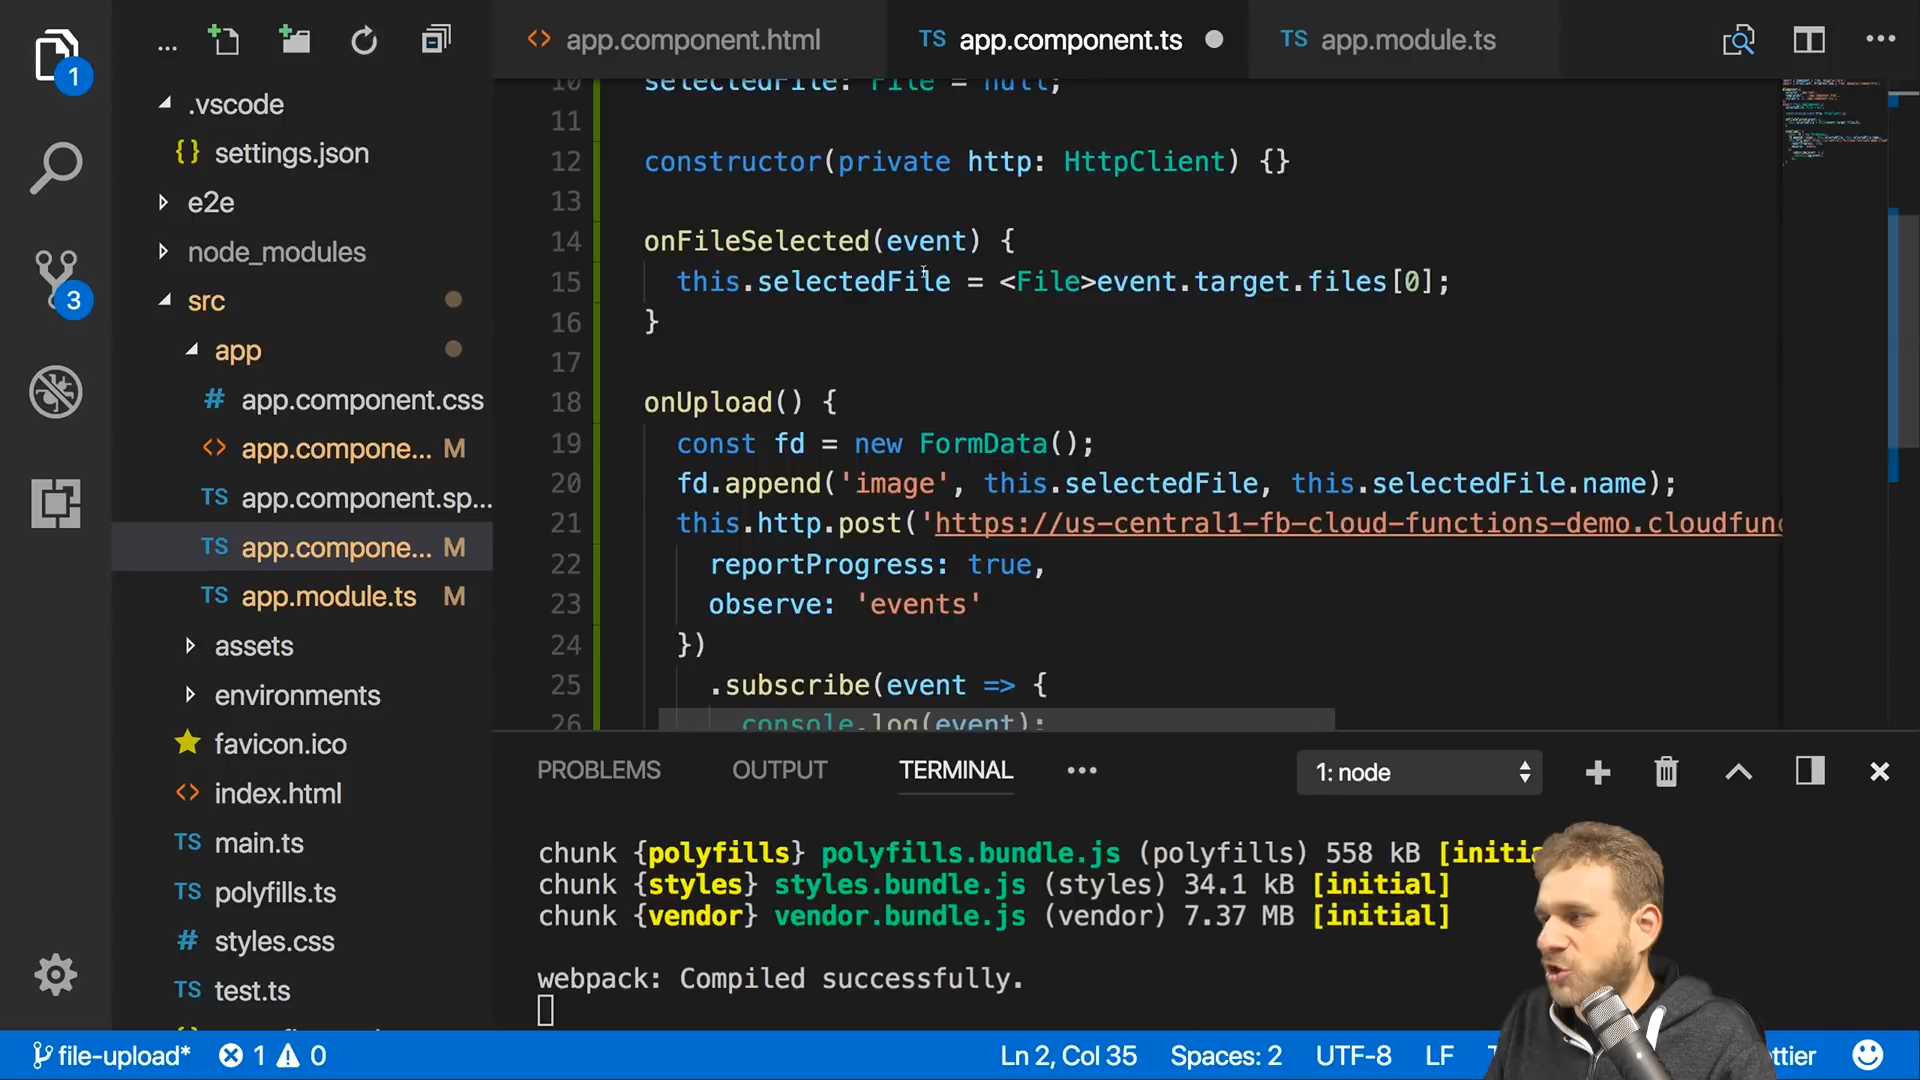 ...
app.component.html
TS app.component.ts
TS app.module.ts
1
3
.vscode
{} settings.json
e2e
node_modules
src
app
# app.component.css
<> app.compone... M
TS app.component.sp...
TS app.compone... M
TS app.module.ts M
assets
environments
favicon.ico
<> index.html
TS main.ts
TS polyfills.ts
# styles.css
TS test.ts
10 selectedFile: File = null;
11
12 constructor(private http: HttpClient) {}
13
14 onFileSelected(event) {
15 this.selectedFile = <File>event.target.files[0];
16 }
17
18 onUpload() {
19 const fd = new FormData();
20 fd.append('image', this.selectedFile, this.selectedFile.name);
21 this.http.post('https://us-central1-fb-cloud-functions-demo.cloudfunc
22 reportProgress: true,
23 observe: 'events'
24 })
25 .subscribe(event => {
26 console.log(event);
PROBLEMS OUTPUT TERMINAL ... 1: node
chunk {polyfills} polyfills.bundle.js (polyfills) 558 kB [initia
chunk {styles} styles.bundle.js (styles) 34.1 kB [initial]
chunk {vendor} vendor.bundle.js (vendor) 7.37 MB [initial]
webpack: Compiled successfully.
file-upload* 1 0 Ln 2, Col 35 Spaces: 2 UTF-8 LF ttier